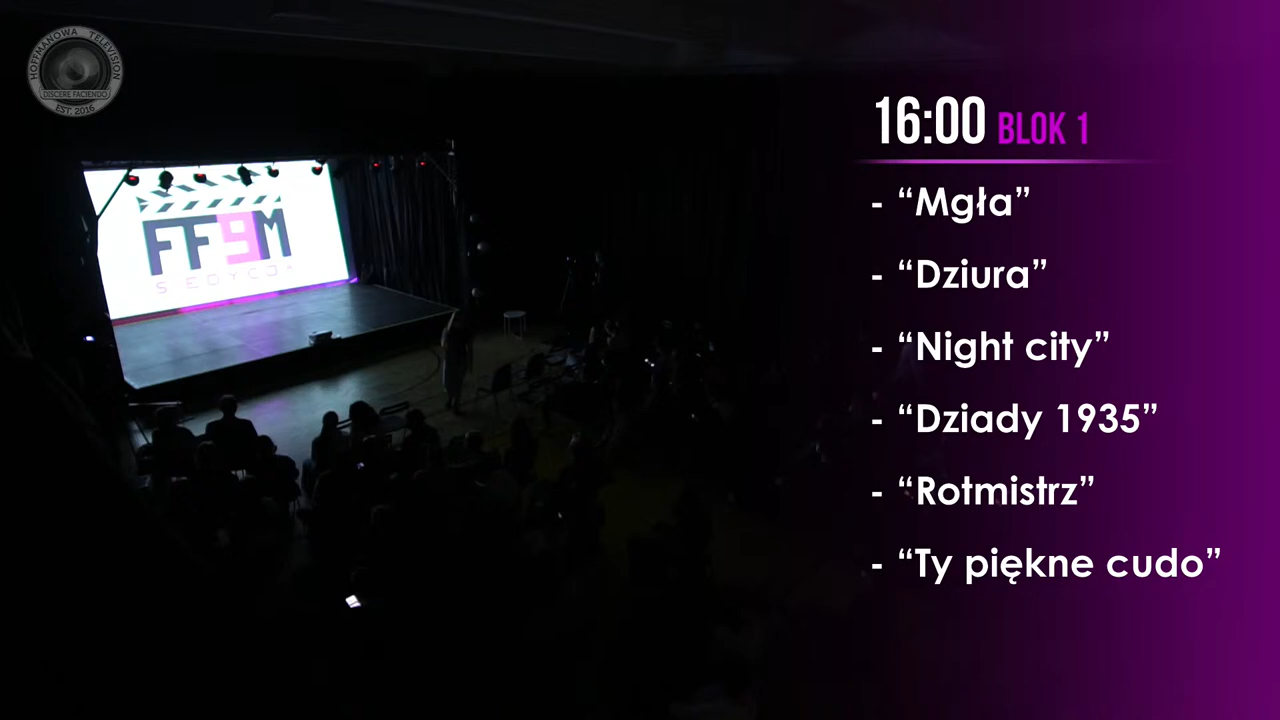 HOFFMANOWA TELEVISION
DISCERE FACIENDO
EST. 2016
FF9M
5 EDYCJA
16:00 BLOK 1
- “Mgła”
- “Dziura”
- “Night city”
- “Dziady 1935”
- “Rotmistrz”
- “Ty piękne cudo”